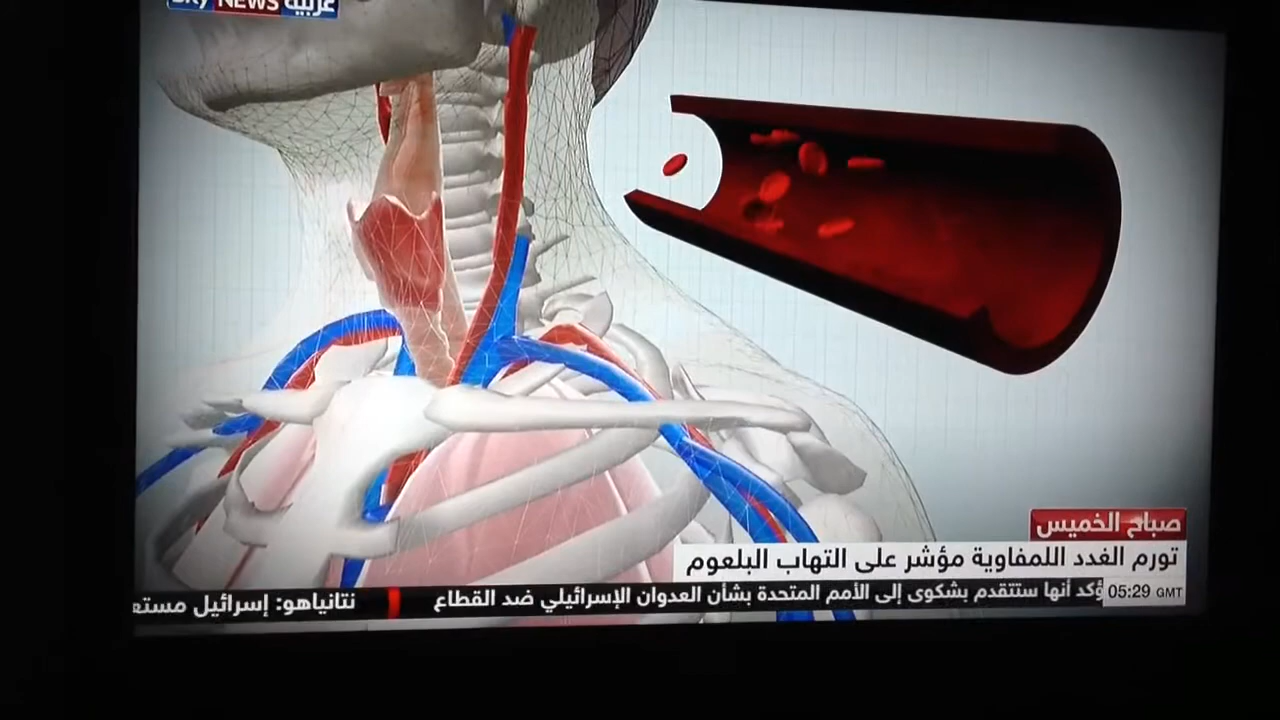 sky NEWS عربية
صباح الخميس
تورم الغدد اللمفاوية مؤشر على التهاب البلعوم
ؤكد أنها ستتقدم بشكوى إلى الأمم المتحدة بشأن العدوان الإسرائيلي ضد القطاع
نتانياهو: إسرائيل
05:29 GMT